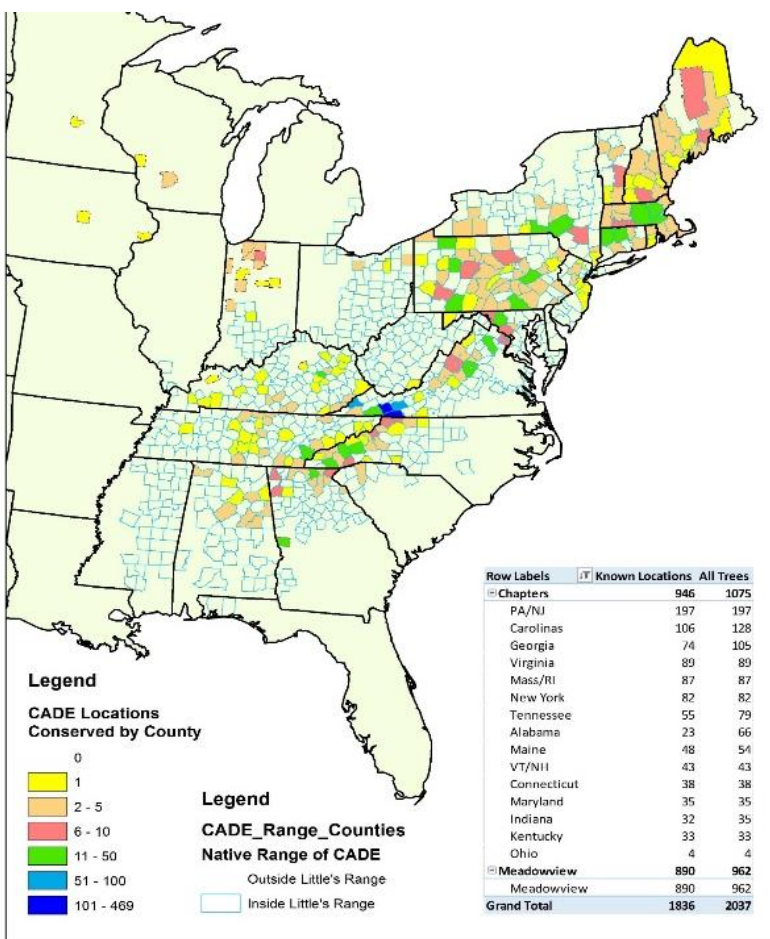 Row Labels Known Locations All Trees
Chapters 946 1075
PA/NJ 197 197
Carolinas 106 128
Georgia 74 105
Virginia 89 89
Mass/RI 87 87
New York 82 82
Tennessee 55 79
Alabama 23 66
Maine 48 54
VT/NH 43 43
Connecticut 38 38
Maryland 35 35
Indiana 32 35
Kentucky 33 33
Ohio 4 4
Meadowview 890 962
Meadowview 890 962
Grand Total 1836 2037
Legend
CADE Locations
Conserved by County
0
1
2 - 5
6 - 10
11 - 50
51 - 100
101 - 469
Legend
CADE_Range_Counties
Native Range of CADE
Outside Little's Range
Inside Little's Range